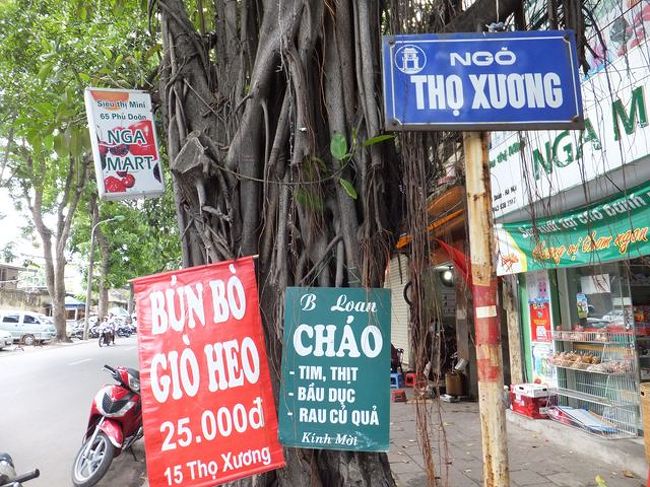 NGÕ
THỌ XƯƠNG
Siêu thị Mini
65 Phủ Doãn
NGA
MART
NGA M
BÚN BÒ
GIÒ HEO
25.000đ
15 Thọ Xương
B Loan
CHÁO
- TIM, THỊT
- BẦU DỤC
- RAU CỦ QUẢ
Kính Mời